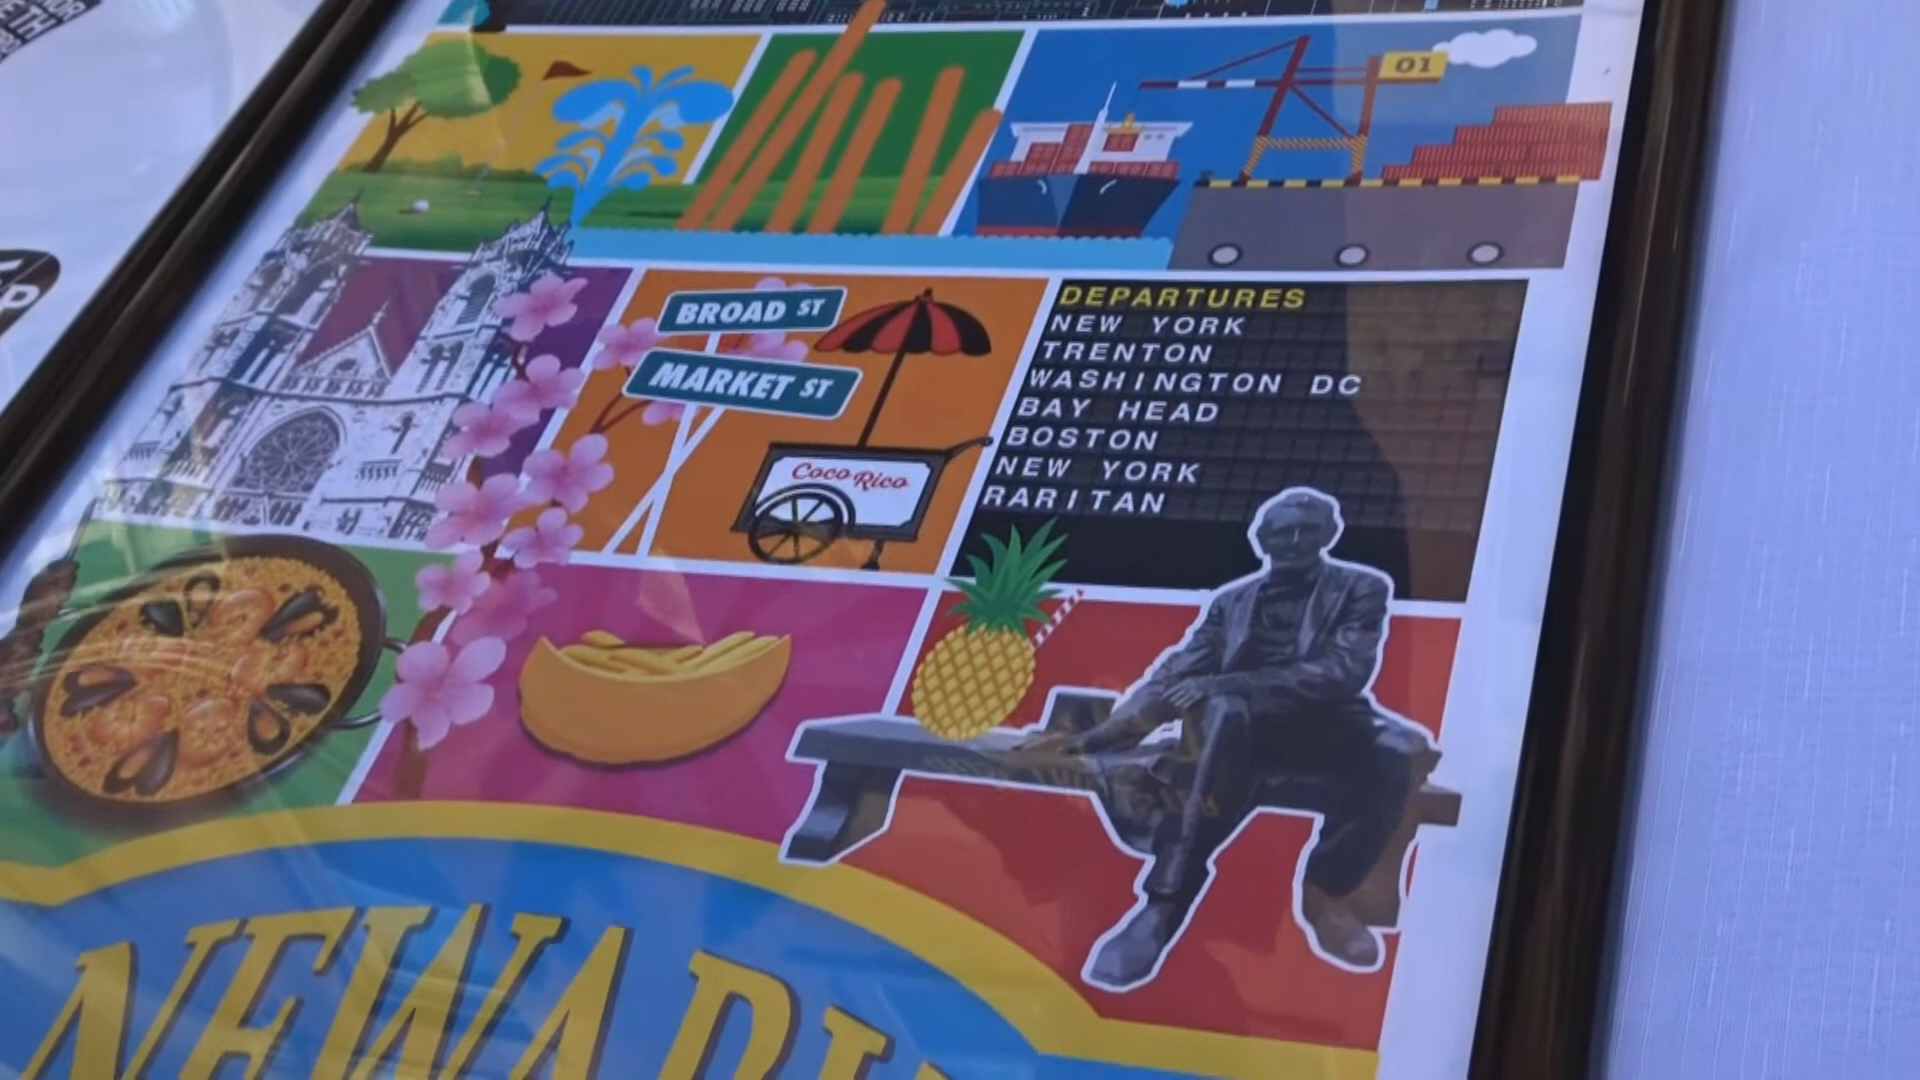 01
BROAD ST
MARKET ST
Coco Rico
DEPARTURES
NEW YORK
TRENTON
WASHINGTON DC
BAY HEAD
BOSTON
NEW YORK
RARITAN
NEWARK